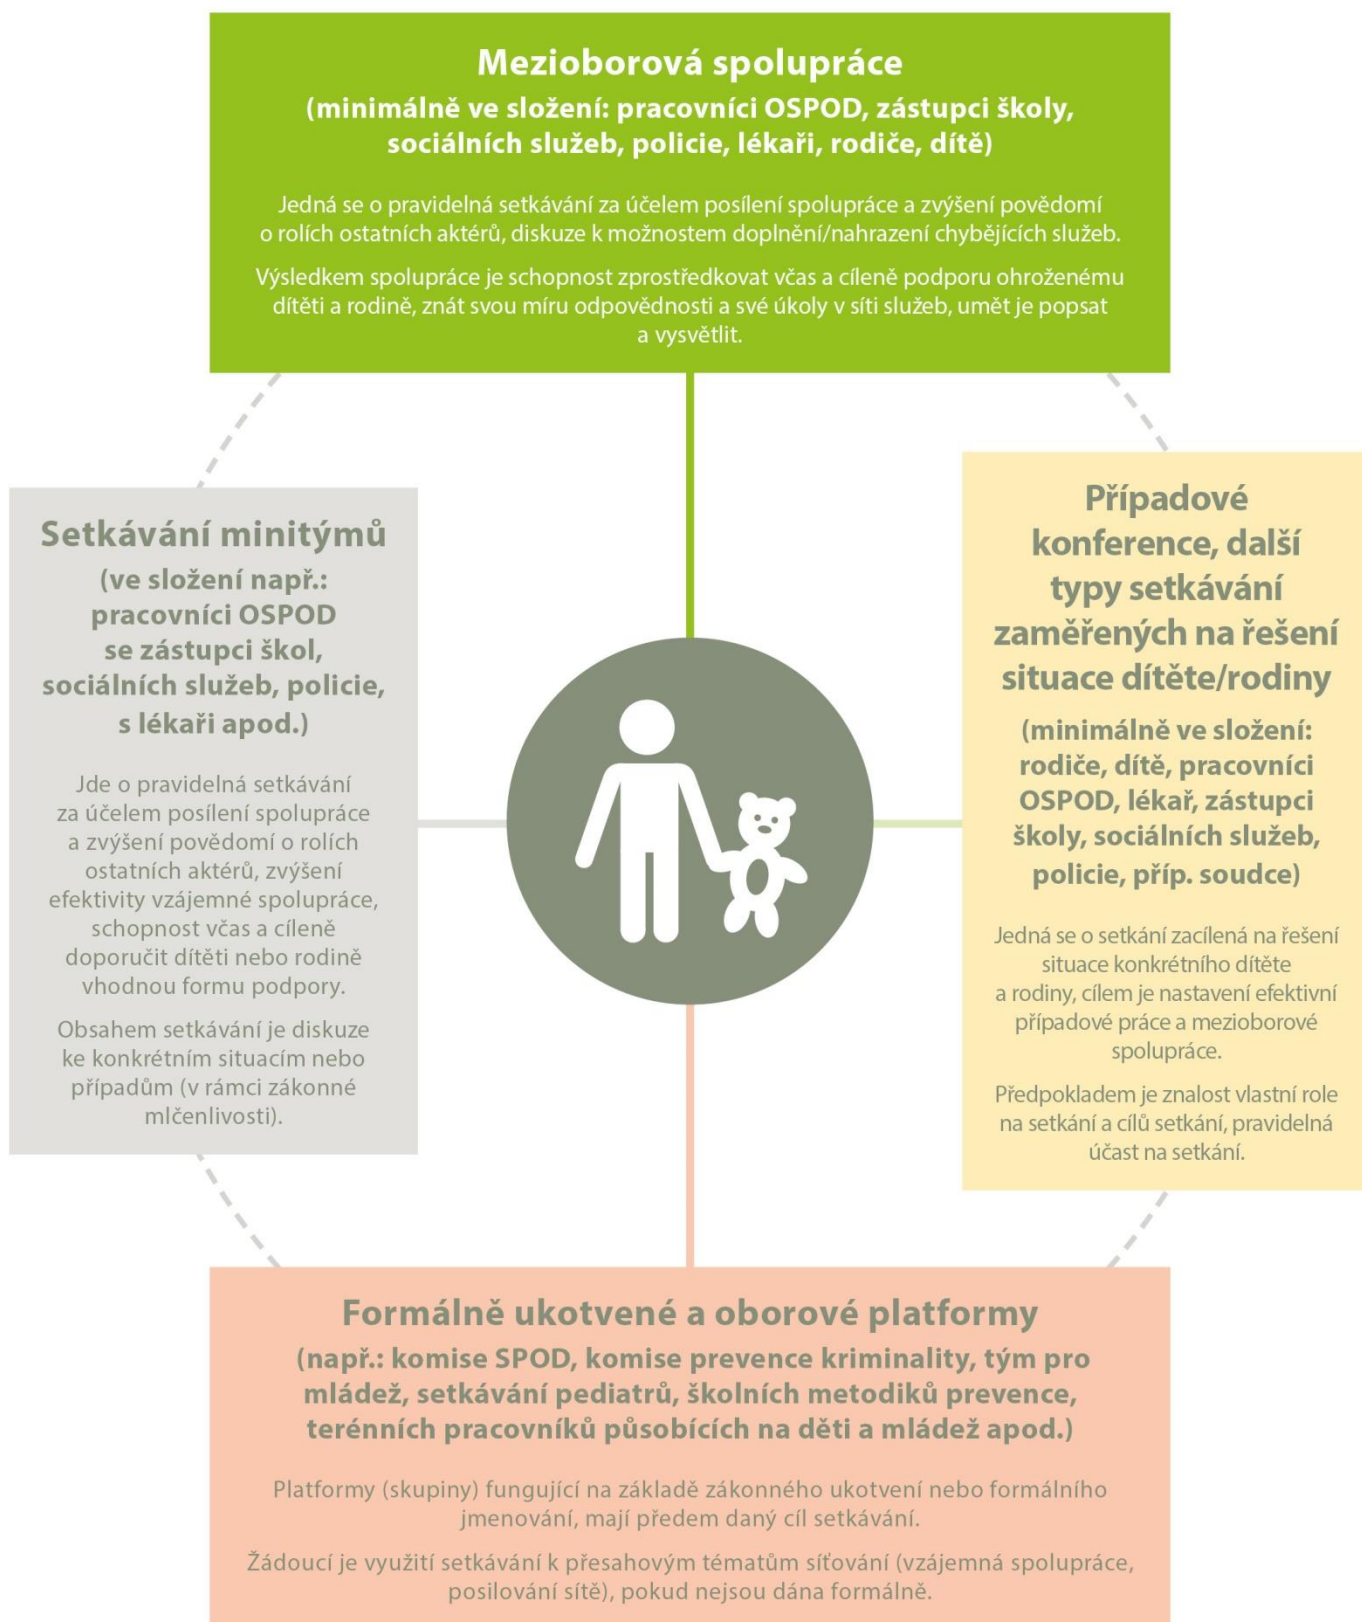 Mezioborová spolupráce
(minimálně ve složení: pracovníci OSPOD, zástupci školy,
sociálních služeb, policie, lékaři, rodiče, dítě)
Jedná se o pravidelná setkávání za účelem posílení spolupráce a zvýšení povědomí
o rolích ostatních aktérů, diskuze k možnostem doplnění/nahrazení chybějících služeb.
Výsledkem spolupráce je schopnost zprostředkovat včas a cíleně podporu ohroženému
dítěti a rodině, znát svou míru odpovědnosti a své úkoly v síti služeb, umět je popsat
a vysvětlit.
Setkávání minitýmů
(ve složení např.:
pracovníci OSPOD
se zástupci škol,
sociálních služeb, policie,
s lékaři apod.)
Jde o pravidelná setkávání
za účelem posílení spolupráce
a zvýšení povědomí o rolích
ostatních aktérů, zvýšení
efektivity vzájemné spolupráce,
schopnost včas a cíleně
doporučit dítěti nebo rodině
vhodnou formu podpory.
Obsahem setkávání je diskuze
ke konkrétním situacím nebo
případům (v rámci zákonné
mlčenlivosti).
Případové
konference, další
typy setkávání
zaměřených na řešení
situace dítěte/rodiny
(minimálně ve složení:
rodiče, dítě, pracovníci
OSPOD, lékař, zástupci
školy, sociálních služeb,
policie, příp. soudce)
Jedná se o setkání zacílená na řešení
situace konkrétního dítěte
a rodiny, cílem je nastavení efektivní
případové práce a mezioborové
spolupráce.
Předpokladem je znalost vlastní role
na setkání a cílů setkání, pravidelná
účast na setkání.
Formálně ukotvené a oborové platformy
(např.: komise SPOD, komise prevence kriminality, tým pro
mládež, setkávání pediatrů, školních metodiků prevence,
terénních pracovníků působících na děti a mládež apod.)
Platformy (skupiny) fungující na základě zákonného ukotvení nebo formálního
jmenování, mají předem daný cíl setkávání.
Žádoucí je využití setkávání k přesahovým tématům síťování (vzájemná spolupráce,
posilování sítě), pokud nejsou dána formálně.